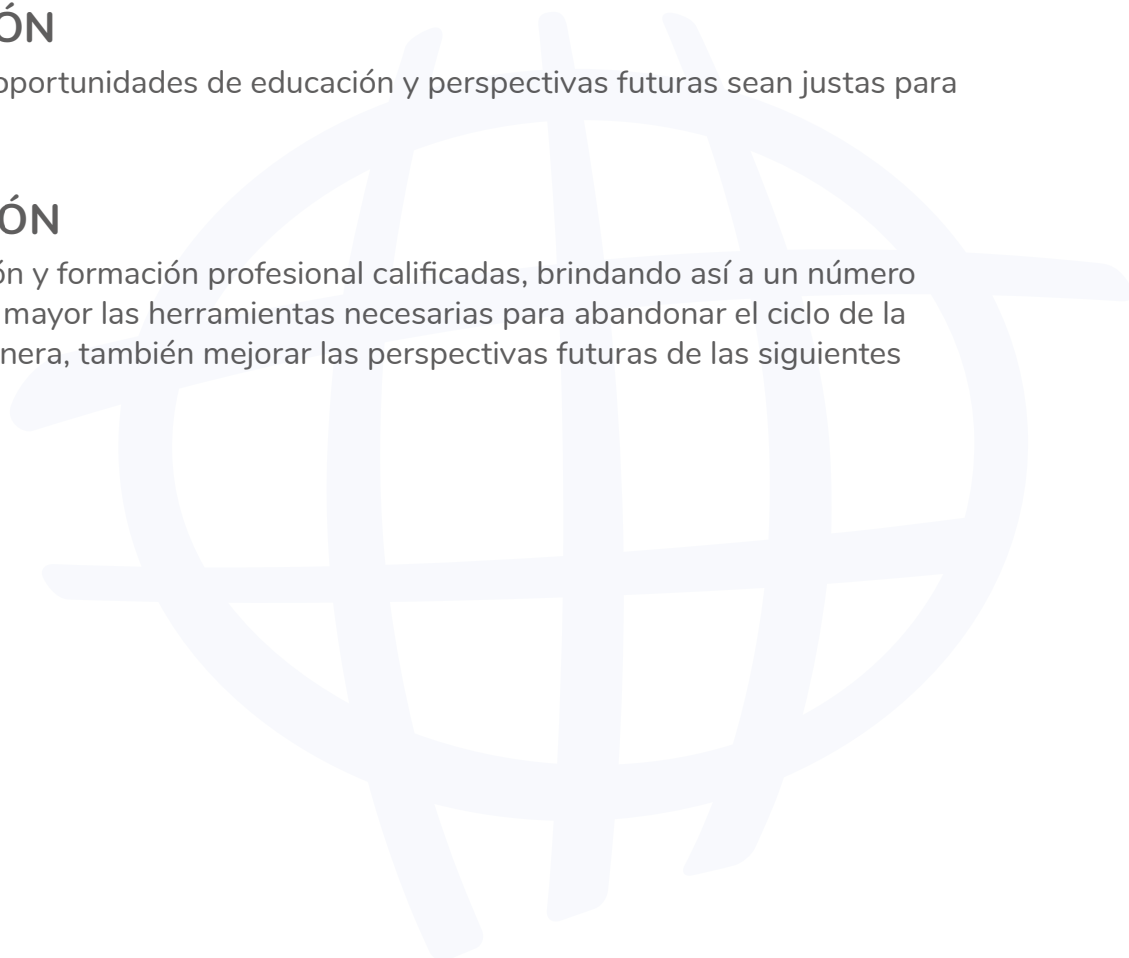 ÓN
oportunidades de educación y perspectivas futuras sean justas para
IÓN
ón y formación profesional calificadas, brindando así a un número
mayor las herramientas necesarias para abandonar el ciclo de la
nera, también mejorar las perspectivas futuras de las siguientes